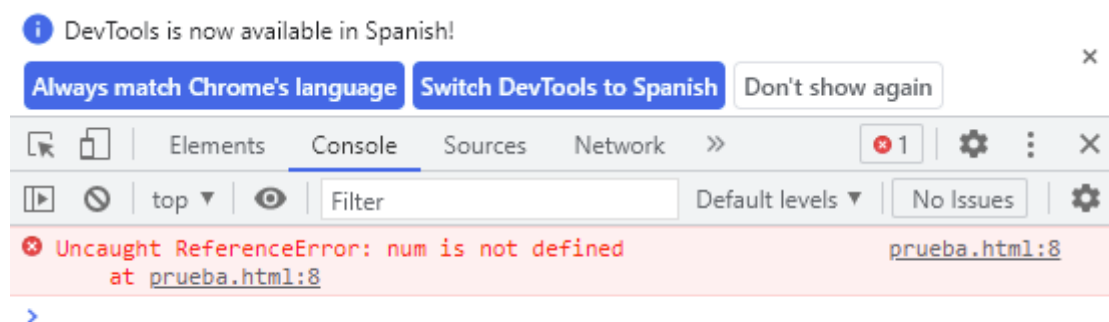 DevTools is now available in Spanish!
Always match Chrome's language Switch DevTools to Spanish Don't show again
Elements Console Sources Network 1
top Filter Default levels No Issues
Uncaught ReferenceError: num is not defined prueba.html:8
at prueba.html:8